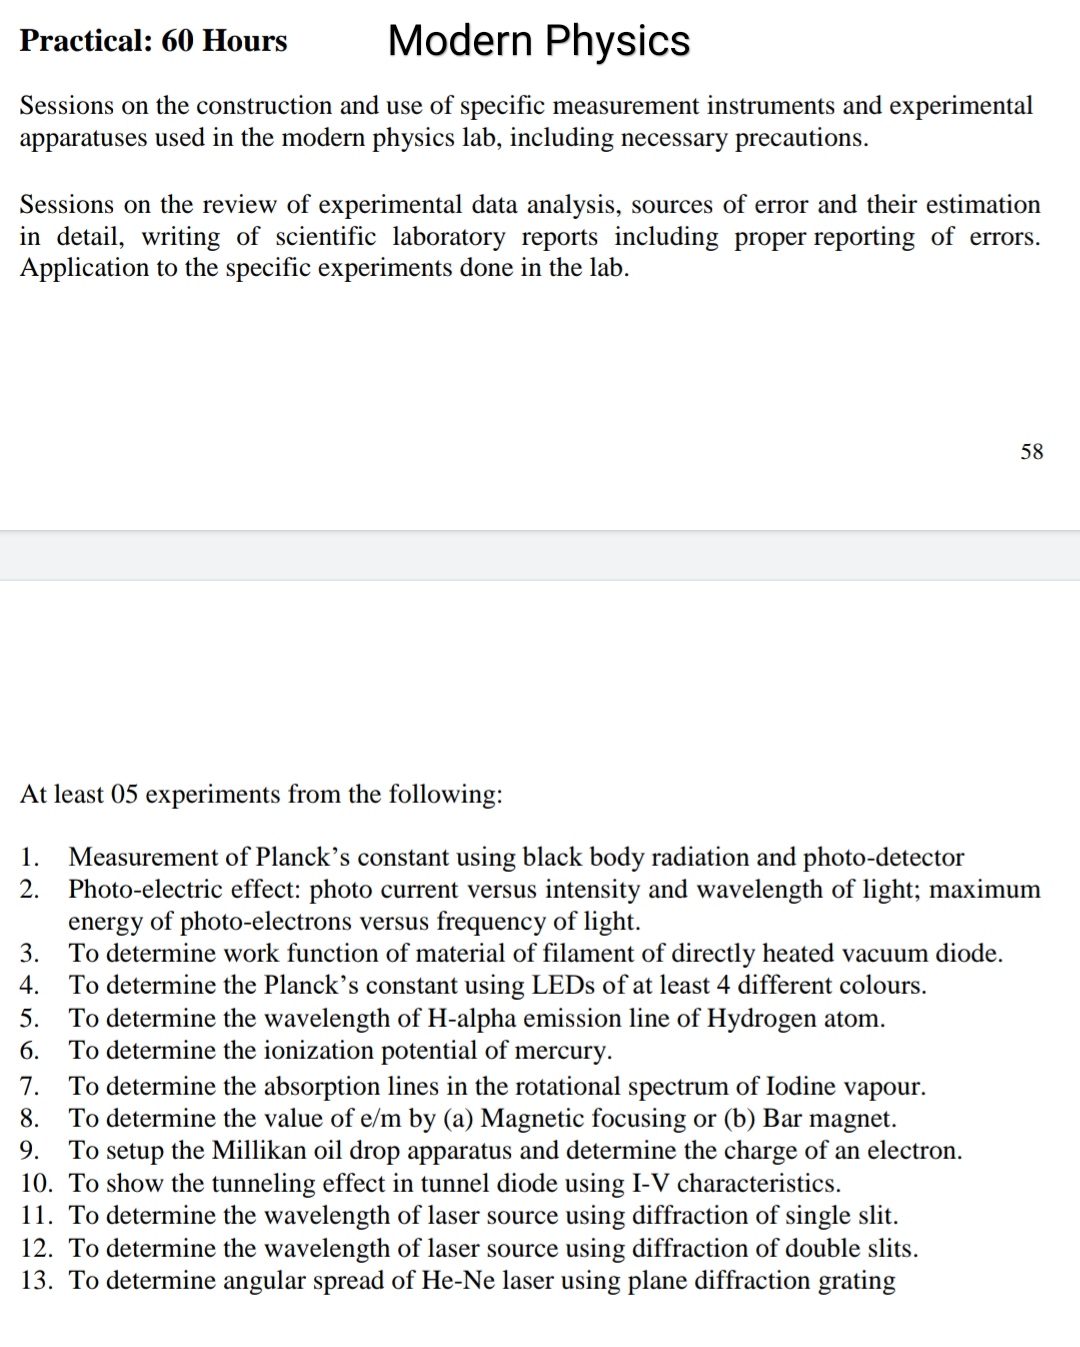 Practical: 60 Hours Modern Physics
Sessions on the construction and use of specific measurement instruments and experimental
apparatuses used in the modern physics lab, including necessary precautions.
Sessions on the review of experimental data analysis, sources of error and their estimation
in detail, writing of scientific laboratory reports including proper reporting of errors.
Application to the specific experiments done in the lab.
58
At least 05 experiments from the following:
1. Measurement of Planck’s constant using black body radiation and photo-detector
2. Photo-electric effect: photo current versus intensity and wavelength of light; maximum
energy of photo-electrons versus frequency of light.
3. To determine work function of material of filament of directly heated vacuum diode.
4. To determine the Planck’s constant using LEDs of at least 4 different colours.
5. To determine the wavelength of H-alpha emission line of Hydrogen atom.
6. To determine the ionization potential of mercury.
7. To determine the absorption lines in the rotational spectrum of Iodine vapour.
8. To determine the value of e/m by (a) Magnetic focusing or (b) Bar magnet.
9. To setup the Millikan oil drop apparatus and determine the charge of an electron.
10. To show the tunneling effect in tunnel diode using I-V characteristics.
11. To determine the wavelength of laser source using diffraction of single slit.
12. To determine the wavelength of laser source using diffraction of double slits.
13. To determine angular spread of He-Ne laser using plane diffraction grating